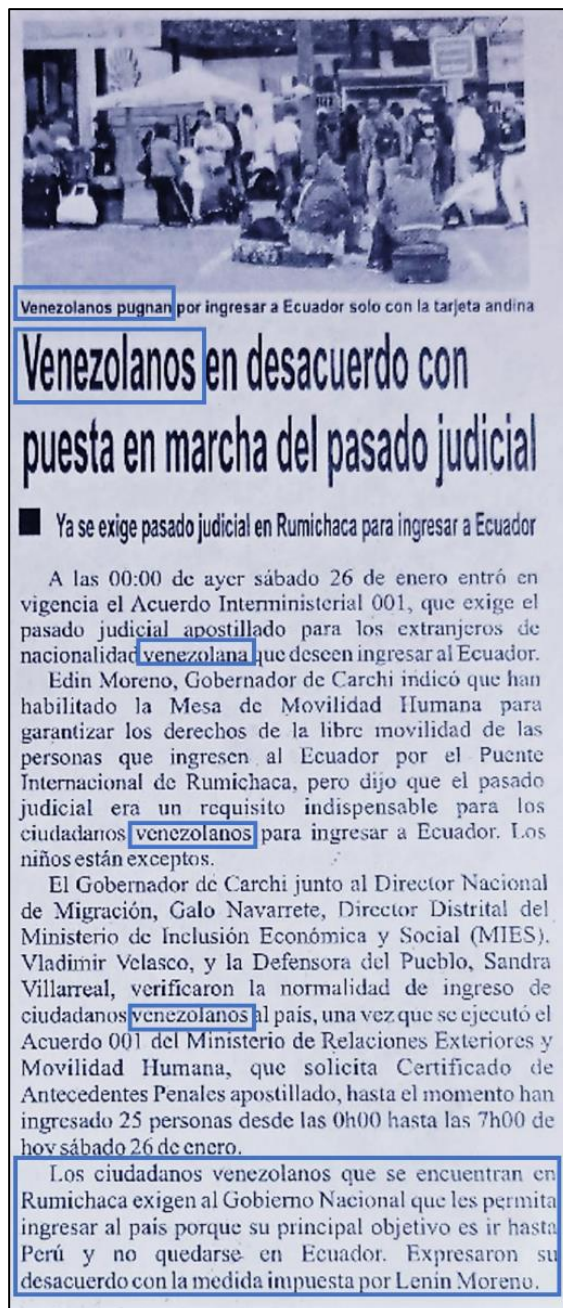 Venezolanos pugnan por ingresar a Ecuador solo con la tarjeta andina
Venezolanos en desacuerdo con
puesta en marcha del pasado judicial
Ya se exige pasado judicial en Rumichaca para ingresar a Ecuador
A las 00:00 de ayer sábado 26 de enero entró en
vigencia el Acuerdo Interministerial 001, que exige el
pasado judicial apostillado para los extranjeros de
nacionalidad venezolana que deseen ingresar al Ecuador.
Edin Moreno, Gobernador de Carchi indicó que han
habilitado la Mesa de Movilidad Humana para
garantizar los derechos de la libre movilidad de las
personas que ingresen al Ecuador por el Puente
Internacional de Rumichaca, pero dijo que el pasado
judicial era un requisito indispensable para los
ciudadanos venezolanos para ingresar a Ecuador. Los
niños están exceptos.
El Gobernador de Carchi junto al Director Nacional
de Migración, Galo Navarrete, Director Distrital del
Ministerio de Inclusión Económica y Social (MIES).
Vladimir Velasco, y la Defensora del Pueblo, Sandra
Villarreal, verificaron la normalidad de ingreso de
ciudadanos venezolanos al país, una vez que se ejecutó el
Acuerdo 001 del Ministerio de Relaciones Exteriores y
Movilidad Humana, que solicita Certificado de
Antecedentes Penales apostillado, hasta el momento han
ingresado 25 personas desde las 0h00 hasta las 7h00 de
hoy sábado 26 de enero.
Los ciudadanos venezolanos que se encuentran en
Rumichaca exigen al Gobierno Nacional que les permita
ingresar al país porque su principal objetivo es ir hasta
Perú y no quedarse en Ecuador. Expresaron su
desacuerdo con la medida impuesta por Lenin Moreno.